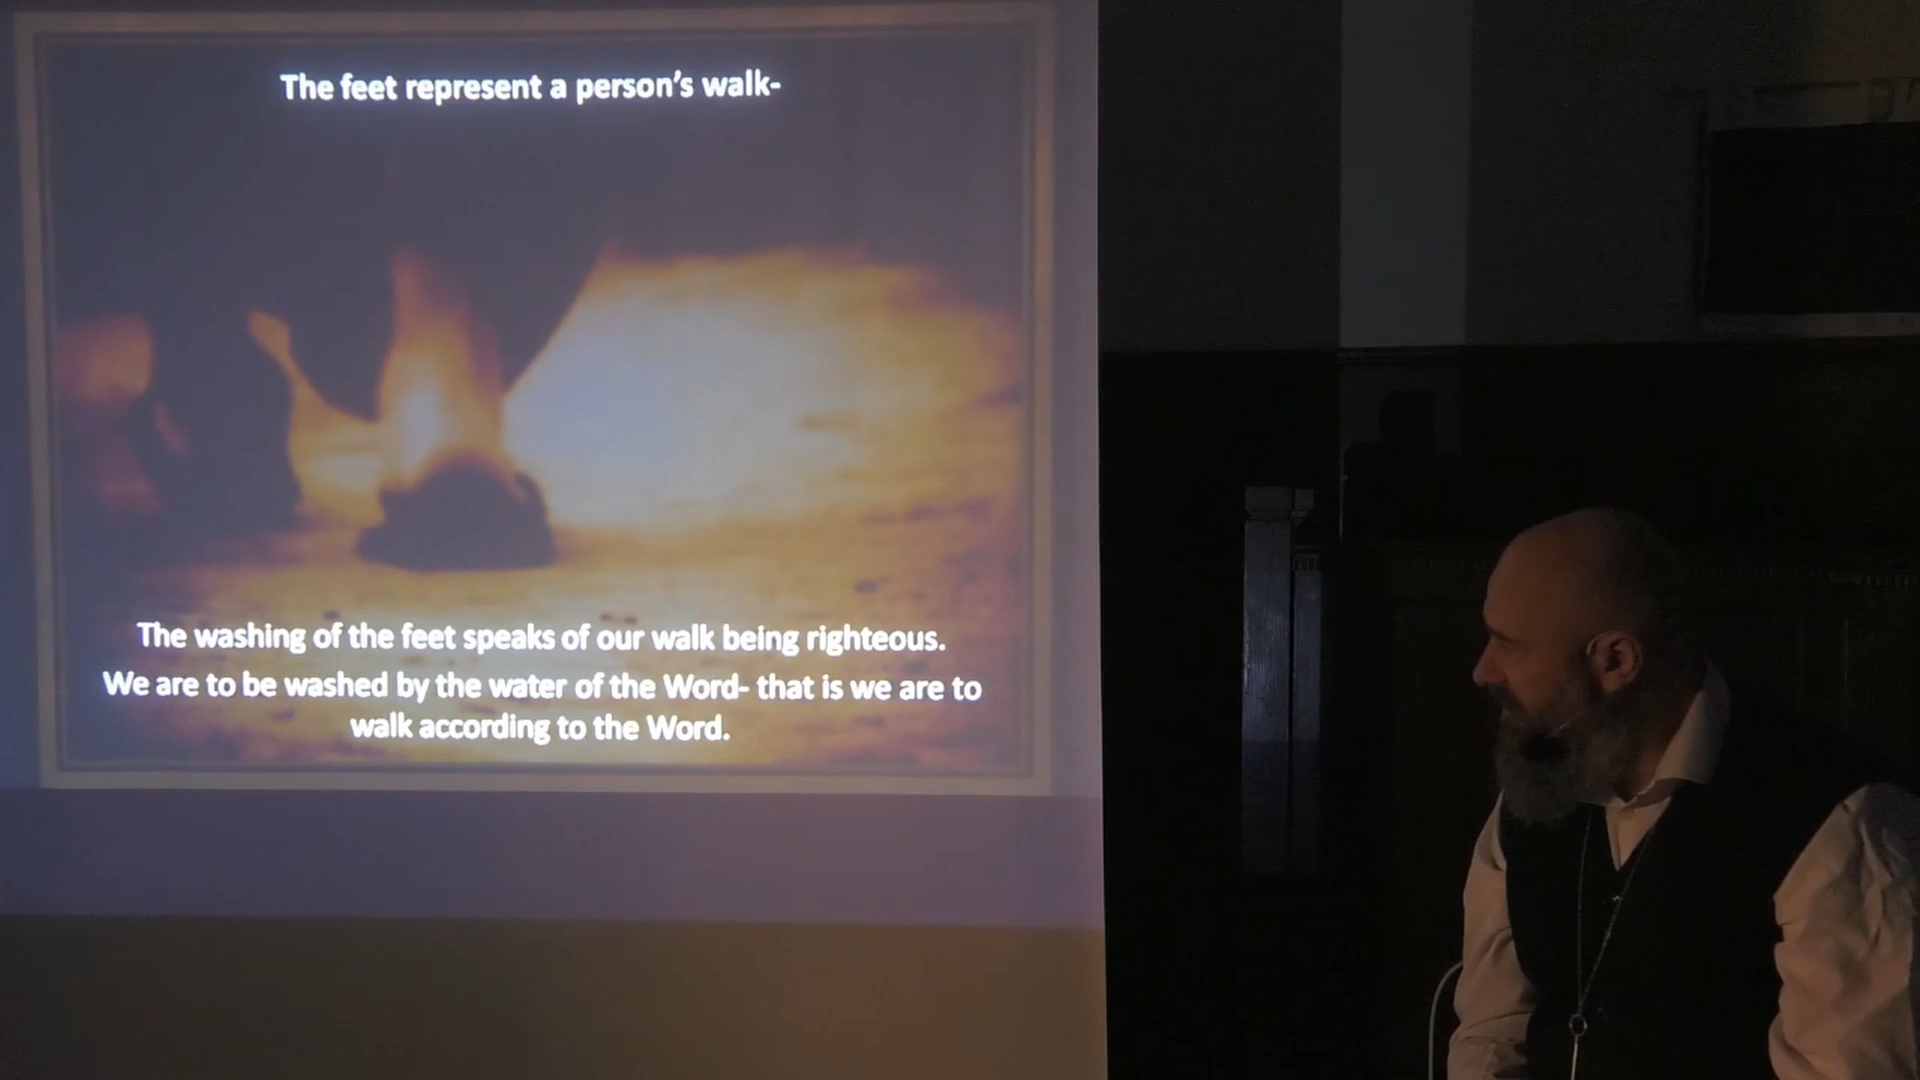 The feet represent a person's walk-
The washing of the feet speaks of our walk being righteous.
We are to be washed by the water of the Word- that is we are to
walk according to the Word.